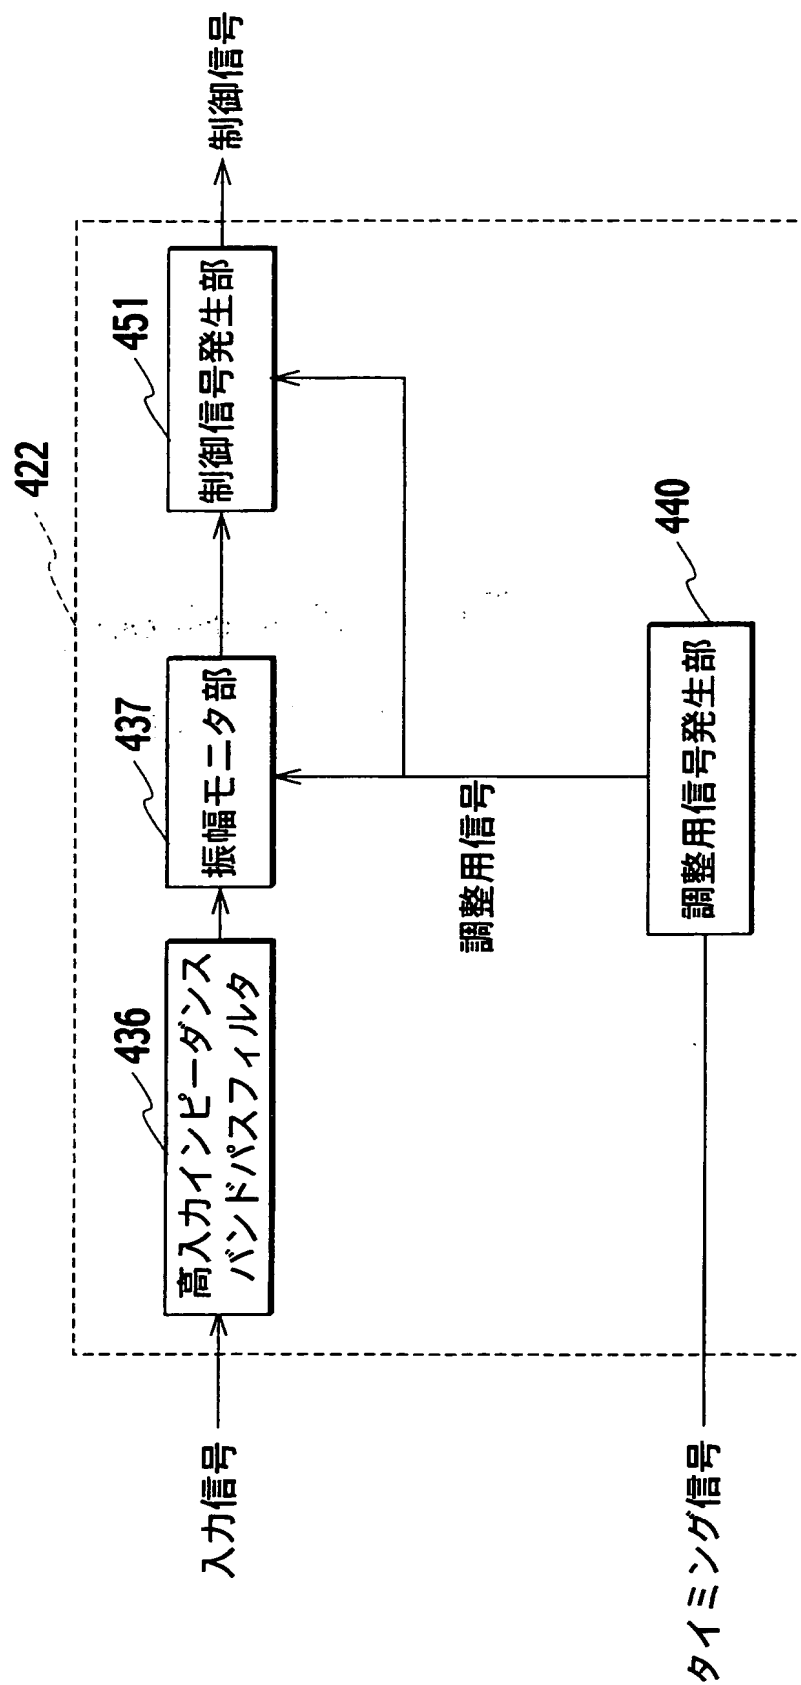 422
436
437
451
入力信号
高入力インピーダンス
バンドパスフィルタ
振幅モニタ部
制御信号発生部
制御信号
調整用信号
440
タイミング信号
調整用信号発生部